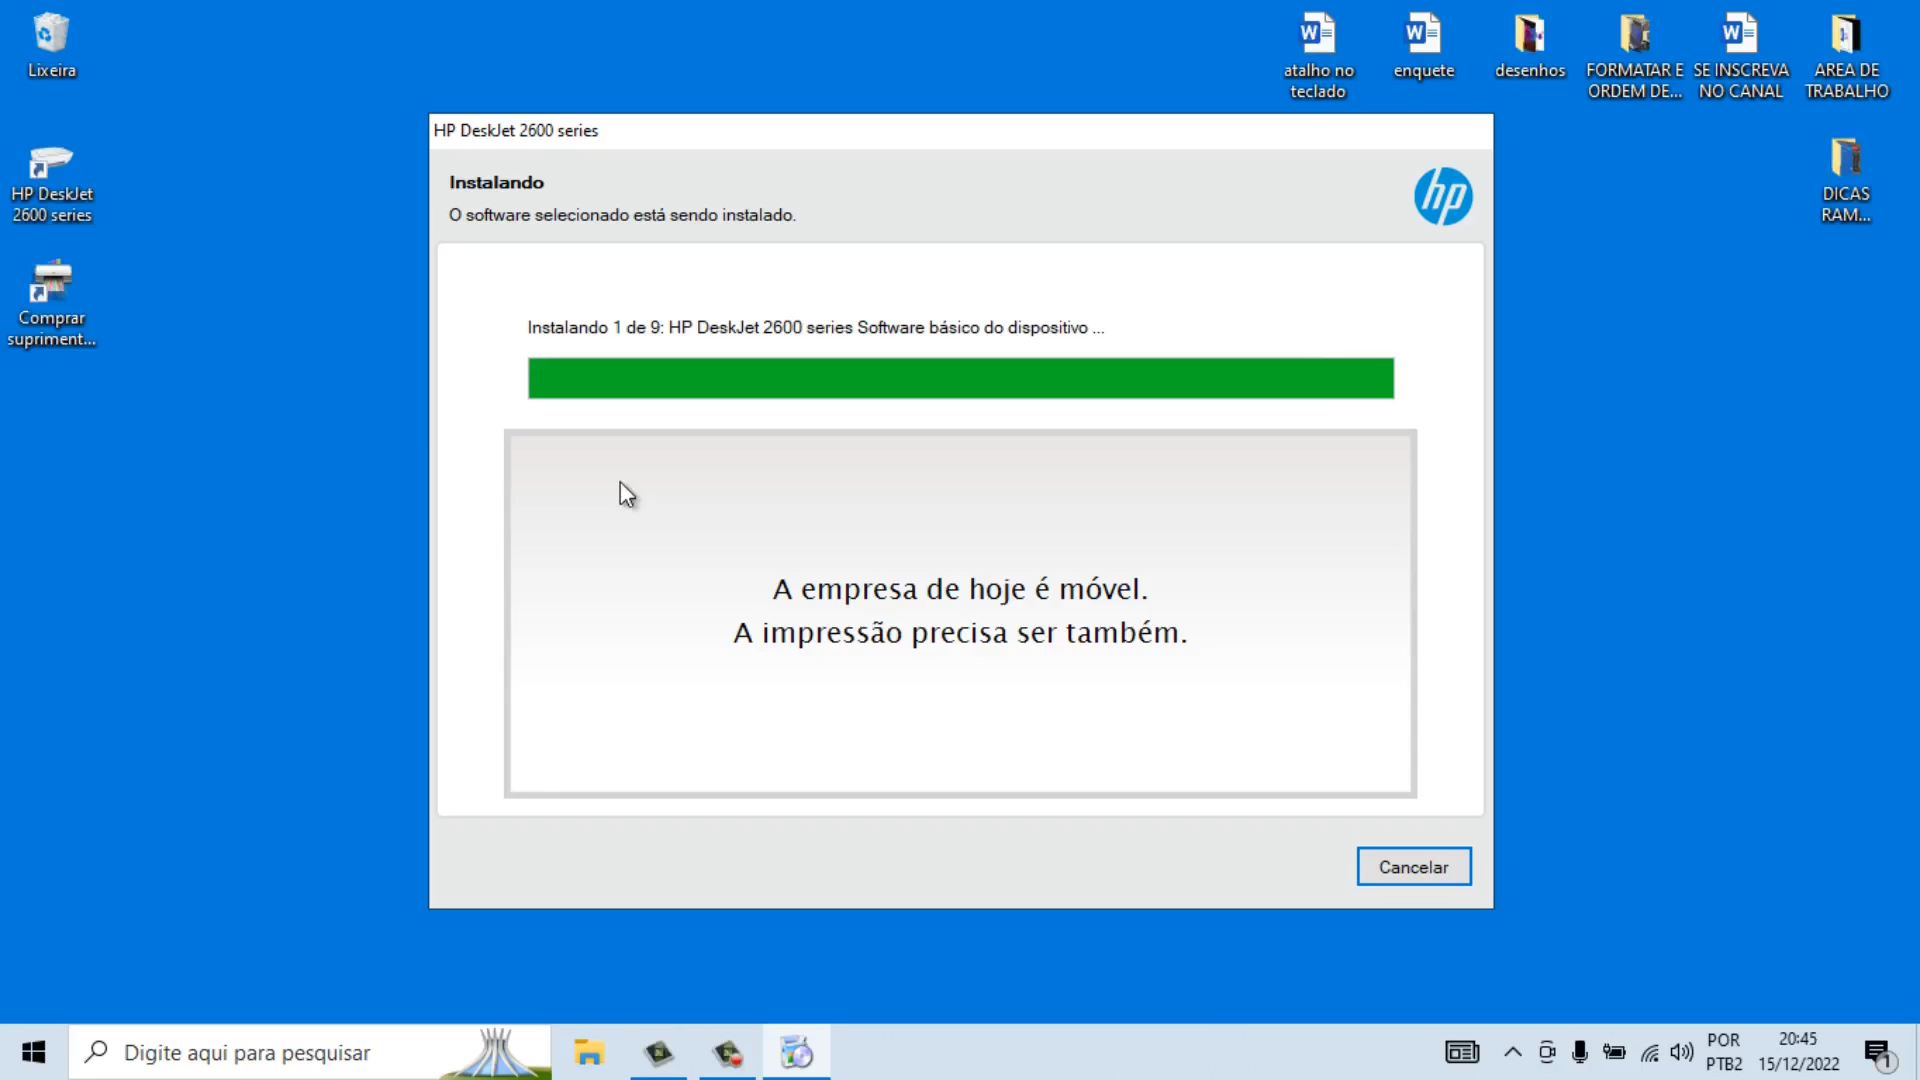 Lixeira
HP DeskJet
2600 series
Comprar
supriment...
atalho no
teclado
enquete
desenhos
FORMATAR E
ORDEM DE...
SE INSCREVA
NO CANAL
AREA DE
TRABALHO
DICAS
RAM...
HP DeskJet 2600 series
Instalando
O software selecionado está sendo instalado.
hp
Instalando 1 de 9: HP DeskJet 2600 series Software básico do dispositivo ...
A empresa de hoje é móvel.
A impressão precisa ser também.
Cancelar
Digite aqui para pesquisar
POR
PTB2
20:45
15/12/2022
1